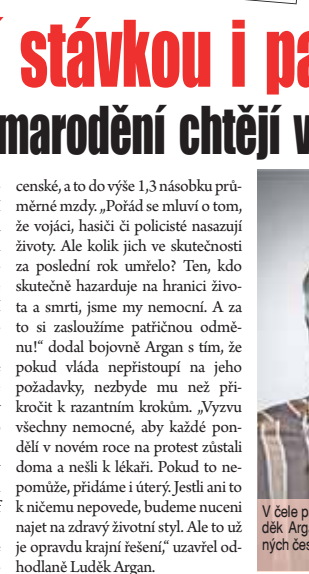 stávkou i pa
marodění chtějí v
censké, a to do výše 1,3 násobku prů-
měrné mzdy. „Pořád se mluví o tom,
že vojáci, hasiči či policisté nasazují
životy. Ale kolik jich ve skutečnosti
za poslední rok umřelo? Ten, kdo
skutečně hazarduje na hranici živo-
ta a smrti, jsme my nemocní. A za
to si zasloužíme patřičnou odmě-
nu!“ dodal bojovně Argan s tím, že
pokud vláda nepřistoupí na jeho
požadavky, nezbyde mu než při-
kročit k razantním krokům. „Vyzvu
všechny nemocné, aby každé pon-
dělí v novém roce na protest zůstali
doma a nešli k lékaři. Pokud to ne-
pomůže, přidáme i úterý. Jestli ani to
k ničemu nepovede, budeme nuceni
najet na zdravý životní styl. Ale to už
je opravdu krajní řešení,“ uzavřel od-
hodlaně Luděk Argan.
V čele p
děk Arg
ných čes